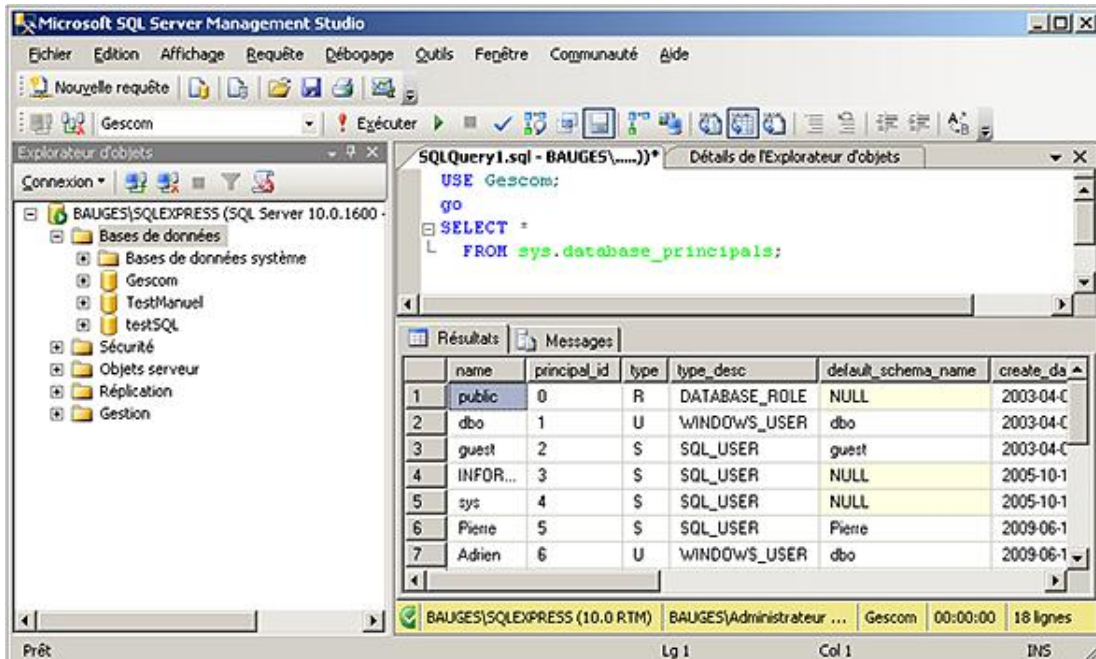 Microsoft SQL Server Management Studio
Fichier Edition Affichage Requête Débogage Outils Fenêtre Communauté Aide
Nouvelle requête
Gescom Exécuter
Explorateur d'objets
Connexion
BAUGES\SQLEXPRESS (SQL Server 10.0.1600 -
Bases de données
Bases de données système
Gescom
TestManuel
testSQL
Sécurité
Objets serveur
Réplication
Gestion
SQLQuery1.sql - BAUGES\.....))* Détails de l'Explorateur d'objets
USE Gescom;
go
SELECT *
FROM sys.database_principals;
Résultats Messages
name principal_id type type_desc default_schema_name create_da
1 public 0 R DATABASE_ROLE NULL 2003-04-0
2 dbo 1 U WINDOWS_USER dbo 2003-04-0
3 guest 2 S SQL_USER guest 2003-04-0
4 INFOR... 3 S SQL_USER NULL 2005-10-1
5 sys 4 S SQL_USER NULL 2005-10-1
6 Pierre 5 S SQL_USER Pierre 2009-06-1
7 Adrien 6 U WINDOWS_USER dbo 2009-06-1
BAUGES\SQLEXPRESS (10.0 RTM) BAUGES\Administrateur ... Gescom 00:00:00 18 lignes
Prêt Lg 1 Col 1 INS